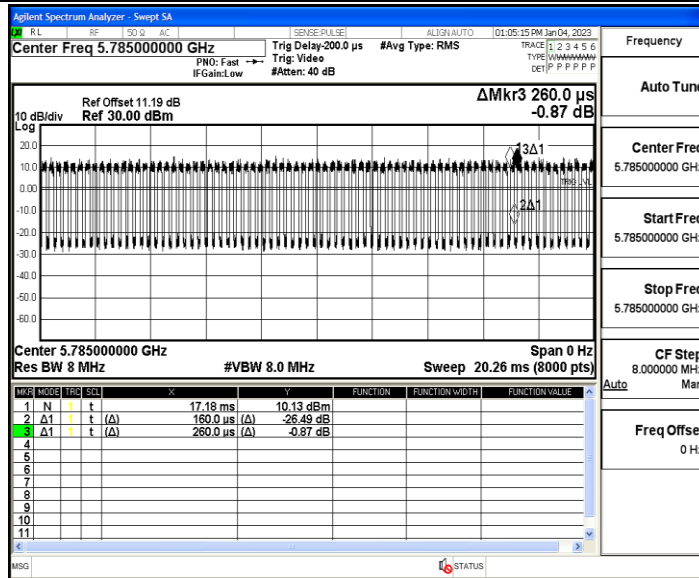 Agilent Spectrum Analyzer - Swept SA
RL RF 50 Ω AC SENSE:PULSE ALIGN AUTO 01:05:15 PM Jan 04, 2023
Center Freq 5.785000000 GHz
PNO: Fast
IFGain:Low
Trig Delay-200.0 µs
Trig: Video
#Atten: 40 dB
#Avg Type: RMS
TRACE 1 2 3 4 5 6
TYPE
DET P P P P P P
Ref Offset 11.19 dB
10 dB/div Ref 30.00 dBm
Log
ΔMkr3 260.0 µs
-0.87 dB
20.0
10.0
0.00
-10.0
-20.0
-30.0
-40.0
-50.0
-60.0
3Δ1
TRIG LVL
2Δ1
Center 5.785000000 GHz Span 0 Hz
Res BW 8 MHz #VBW 8.0 MHz Sweep 20.26 ms (8000 pts)
MKR MODE TRC SCL X Y FUNCTION FUNCTION WIDTH FUNCTION VALUE
1 N 1 t 17.18 ms 10.13 dBm
2 Δ1 1 t (Δ) 160.0 µs (Δ) -26.49 dB
3 Δ1 1 t (Δ) 260.0 µs (Δ) -0.87 dB
4
5
6
7
8
9
10
11
MSG STATUS
Frequency
Auto Tune
Center Freq
5.785000000 GHz
Start Freq
5.785000000 GHz
Stop Freq
5.785000000 GHz
CF Step
8.000000 MHz
Auto Man
Freq Offset
0 Hz